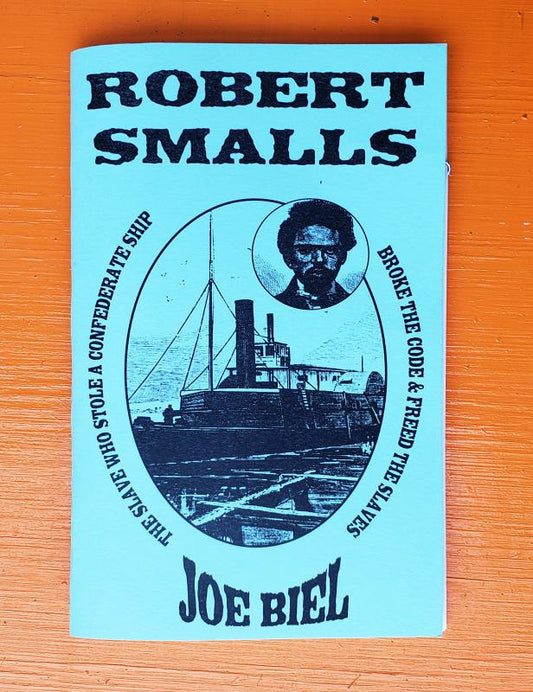 ROBERT
SMALLS
THE SLAVE WHO STOLE A CONFEDERATE SHIP
BROKE THE CODE & FREED THE SLAVES
JOE BIEL